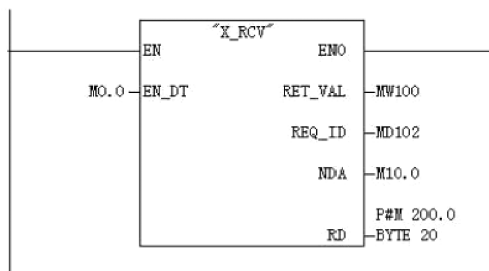 "X_RCV"
EN ENO
M0.0 EN_DT RET_VAL MW100
REQ_ID MD102
NDA M10.0
P#M 200.0
RD BYTE 20